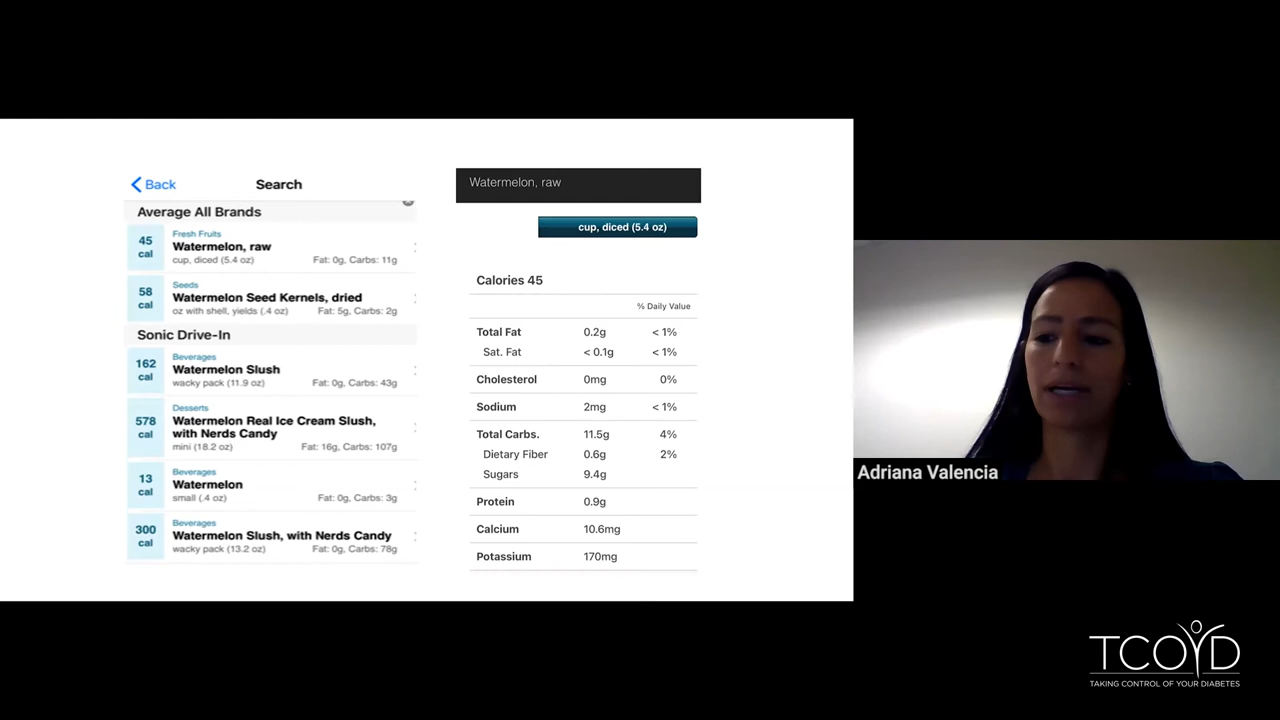 Back
Search
Average All Brands
45
cal
Fresh Fruits
Watermelon, raw
cup, diced (5.4 oz) Fat: 0g, Carbs: 11g
58
cal
Seeds
Watermelon Seed Kernels, dried
oz with shell, yields (.4 oz) Fat: 5g, Carbs: 2g
Sonic Drive-In
162
cal
Beverages
Watermelon Slush
wacky pack (11.9 oz) Fat: 0g, Carbs: 43g
578
cal
Desserts
Watermelon Real Ice Cream Slush,
with Nerds Candy
mini (18.2 oz) Fat: 16g, Carbs: 107g
13
cal
Beverages
Watermelon
small (.4 oz) Fat: 0g, Carbs: 3g
300
cal
Beverages
Watermelon Slush, with Nerds Candy
wacky pack (13.2 oz) Fat: 0g, Carbs: 78g
Watermelon, raw
cup, diced (5.4 oz)
Calories 45
% Daily Value
Total Fat 0.2g < 1%
Sat. Fat < 0.1g < 1%
Cholesterol 0mg 0%
Sodium 2mg < 1%
Total Carbs. 11.5g 4%
Dietary Fiber 0.6g 2%
Sugars 9.4g
Protein 0.9g
Calcium 10.6mg
Potassium 170mg
Adriana Valencia
TCOYD
TAKING CONTROL OF YOUR DIABETES